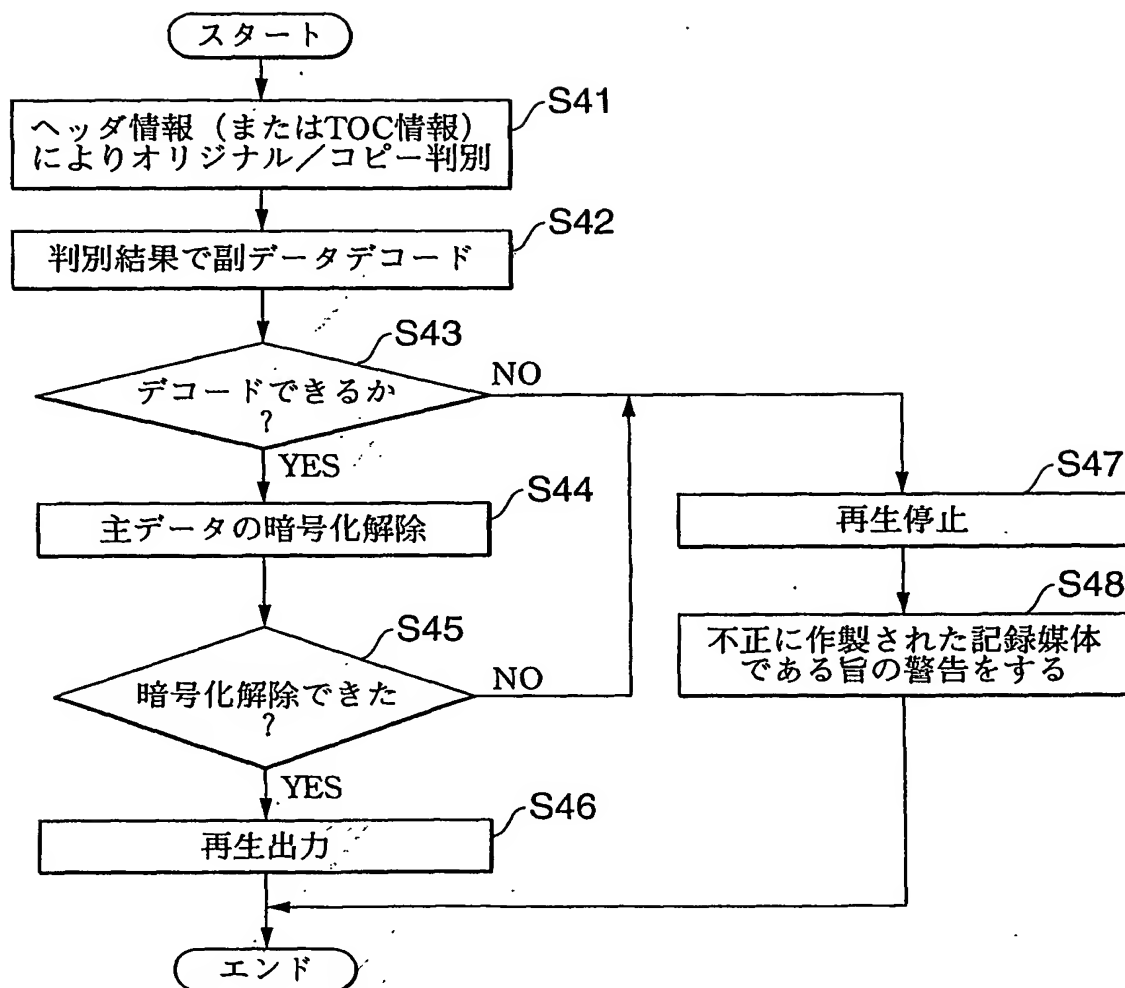 スタート
S41
ヘッダ情報（またはTOC情報）
によりオリジナル／コピー判別
S42
判別結果で副データデコード
S43
デコードできるか
?
NO
YES
S44
主データの暗号化解除
S45
暗号化解除できた
?
NO
YES
S46
再生出力
S47
再生停止
S48
不正に作製された記録媒体
である旨の警告をする
エンド